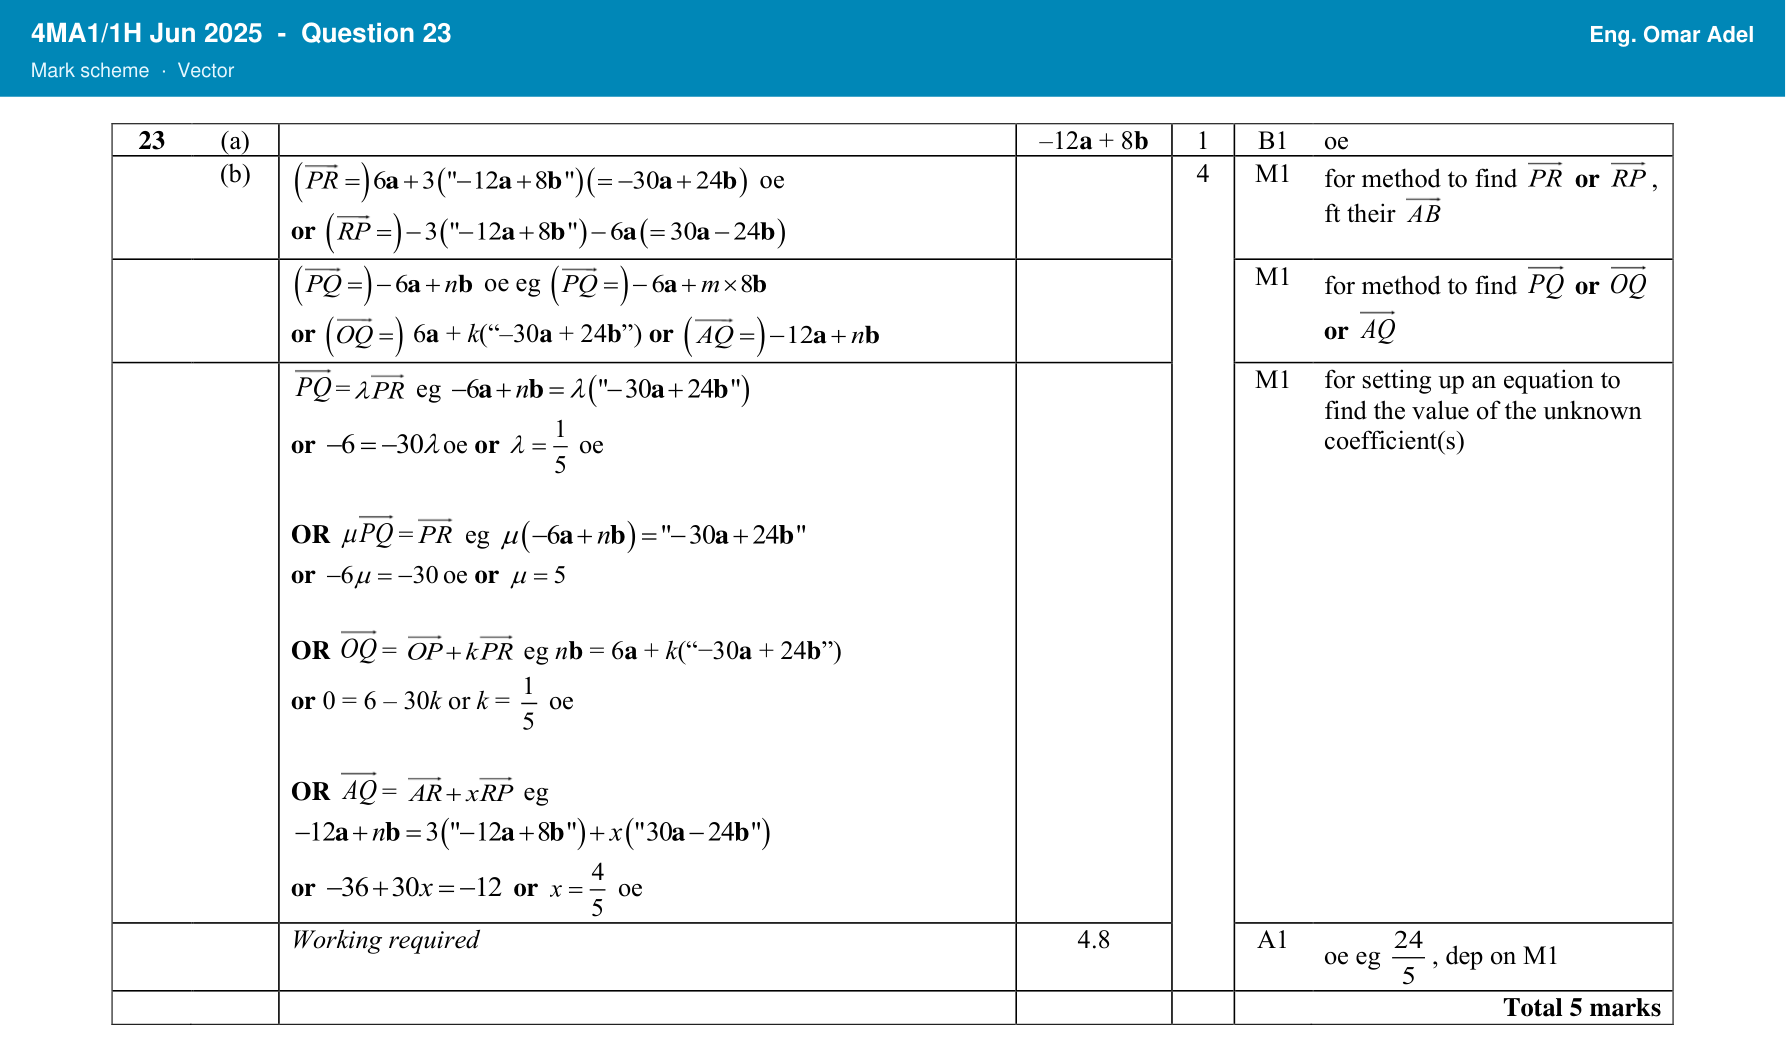 4MA1/1H Jun 2025 - Question 23
Eng. Omar Adel
Mark scheme · Vector
23 (a) –12a + 8b 1 B1 oe
(b) (PR⃗ =) 6a + 3("−12a + 8b") (= −30a + 24b) oe 4 M1 for method to find PR⃗ or RP⃗ ,
or (RP⃗ =) − 3("−12a + 8b") − 6a (= 30a − 24b) ft their AB⃗
(PQ⃗ =) − 6a + nb oe eg (PQ⃗ =) − 6a + m × 8b M1 for method to find PQ⃗ or OQ⃗
or (OQ⃗ =) 6a + k(“–30a + 24b”) or (AQ⃗ =) −12a + nb or AQ⃗
PQ⃗ = λPR⃗ eg −6a + nb = λ("−30a + 24b") M1 for setting up an equation to
find the value of the unknown
or −6 = −30λ oe or λ = 1/5 oe coefficient(s)
OR μPQ⃗ = PR⃗ eg μ(−6a + nb) = "−30a + 24b"
or −6μ = −30 oe or μ = 5
OR OQ⃗ = OP⃗ + kPR⃗ eg nb = 6a + k(“–30a + 24b”)
or 0 = 6 – 30k or k = 1/5 oe
OR AQ⃗ = AR⃗ + xRP⃗ eg
−12a + nb = 3("−12a + 8b") + x("30a − 24b")
or −36 + 30x = −12 or x = 4/5 oe
Working required 4.8 A1 oe eg 24/5 , dep on M1
Total 5 marks